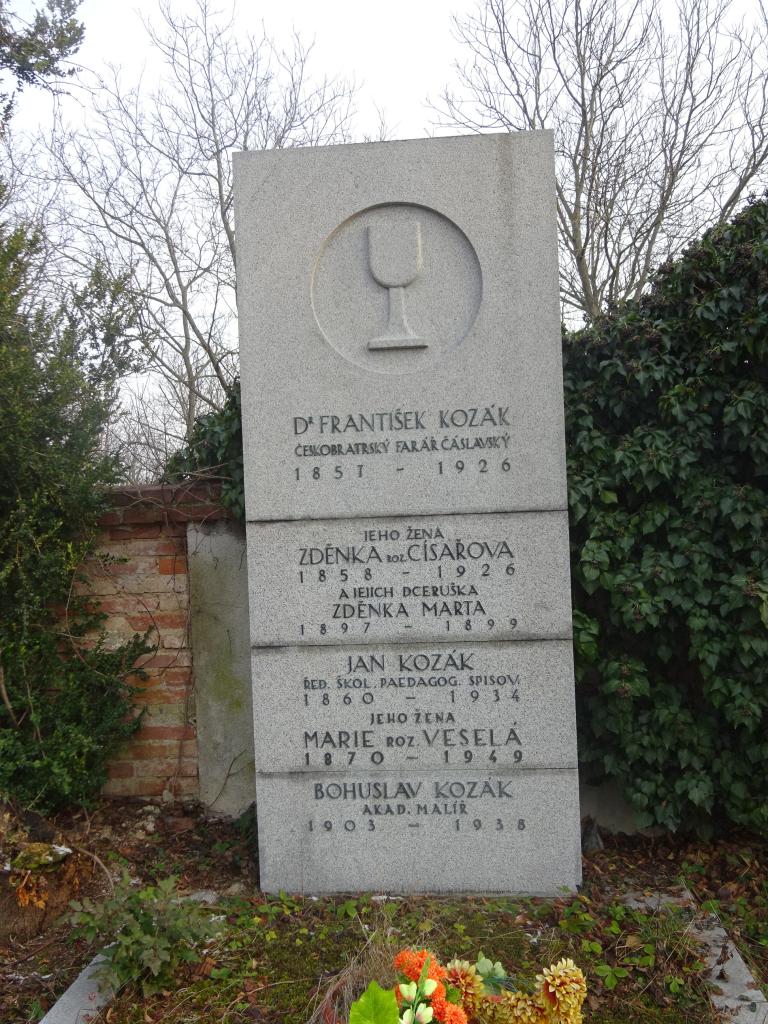 Dr FRANTIŠEK KOZÁK
ČESKOBRATRSKÝ FARÁŘ ČÁSLAVSKÝ
1851 - 1926
JEHO ŽENA
ZDĚNKA ROZ. CÍSAŘOVA
1858 - 1926
A JEJICH DCERUŠKA
ZDĚNKA MARTA
1897 - 1899
JAN KOZÁK
ŘED. ŠKOL. PAEDAGOG. SPISOV.
1860 - 1934
JEHO ŽENA
MARIE ROZ. VESELÁ
1870 - 1949
BOHUSLAV KOZÁK
AKAD. MALÍŘ
1903 - 1938